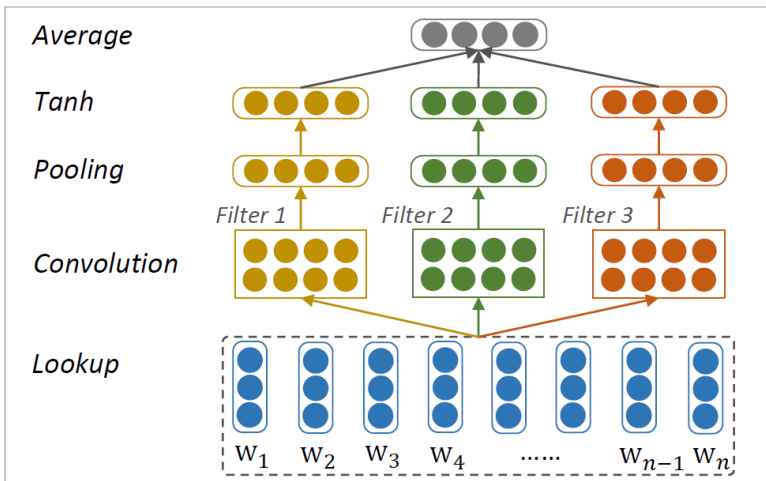 Average
Tanh
Pooling
Filter 1 Filter 2 Filter 3
Convolution
Lookup
w₁ w₂ w₃ w₄ …… wₙ₋₁ wₙ